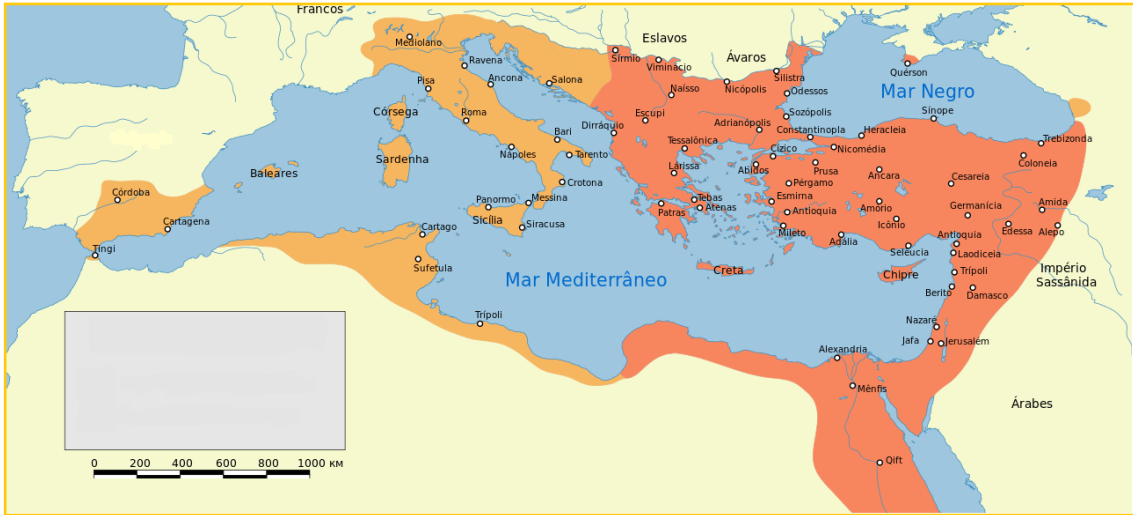 Francos
Eslavos
Ávaros
Mediolano
Ravena
Ancona
Salona
Pisa
Córsega
Roma
Sardenha
Nápoles
Bari
Tarento
Crotona
Messina
Panormo
Sicília
Siracusa
Baleares
Córdoba
Cartagena
Tingi
Cartago
Sufetula
Trípoli
Sírmio
Viminácio
Naísso
Nicópolis
Silistra
Odessos
Quérson
Mar Negro
Sozópolis
Escupi
Adrianópolis
Constantinopla
Heracleia
Sínope
Trebizonda
Dirráquio
Tessalônica
Cízico
Nicomédia
Coloneia
Lárissa
Abidos
Prusa
Ancara
Cesareia
Pérgamo
Tebas
Esmirna
Amida
Patras
Atenas
Antioquia
Amório
Germanícia
Icônio
Mileto
Adália
Edessa
Alepo
Antioquia
Selêucia
Laodiceia
Creta
Chipre
Trípoli
Império
Sassânida
Mar Mediterrâneo
Berito
Damasco
Nazaré
Jafa
Jerusalém
Alexandria
Mênfis
Árabes
Qift
0 200 400 600 800 1000 км